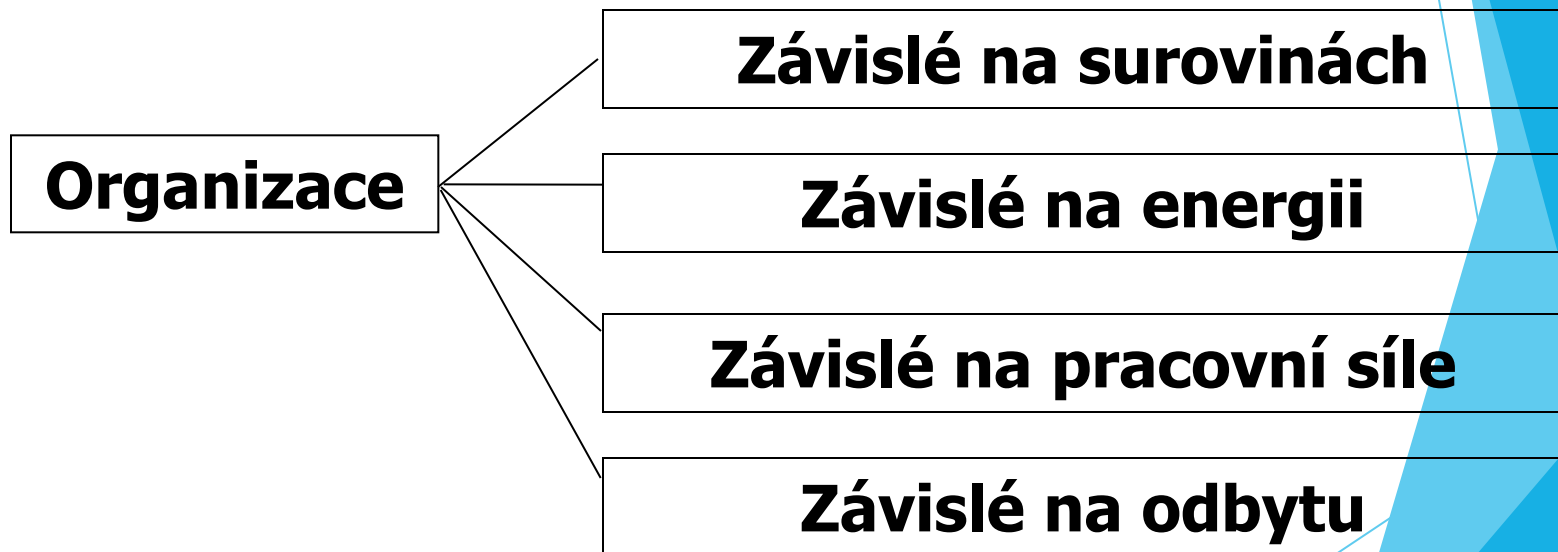 Závislé na surovinách
Organizace
Závislé na energii
Závislé na pracovní síle
Závislé na odbytu